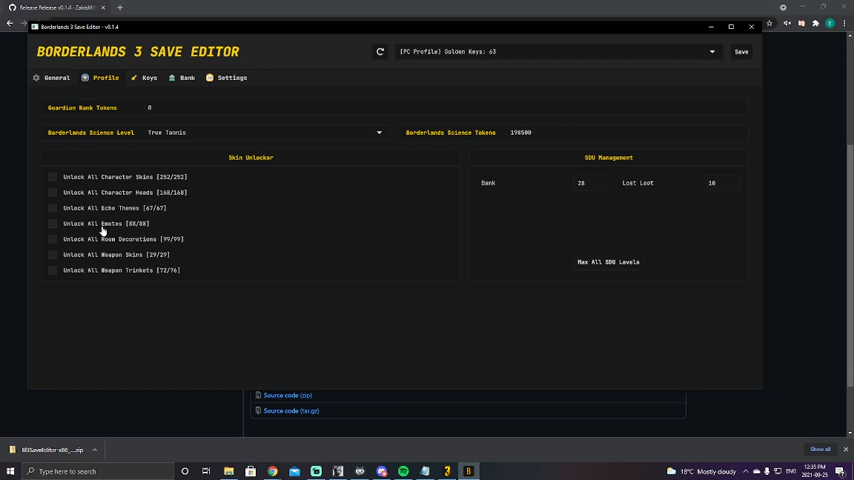 Release Release v0.1.4 · ZakisM/
Borderlands 3 Save Editor - v0.1.4
BORDERLANDS 3 SAVE EDITOR
[PC Profile] Golden Keys: 63
Save
General
Profile
Keys
Bank
Settings
Guardian Rank Tokens 0
Borderlands Science Level True Tannis
Borderlands Science Tokens 198500
Skin Unlocker
SDU Management
Unlock All Character Skins [252/252]
Bank 28 Lost Loot 10
Unlock All Character Heads [168/168]
Unlock All Echo Themes [67/67]
Unlock All Emotes [88/88]
Unlock All Room Decorations [99/99]
Unlock All Weapon Skins [29/29]
Max All SDU Levels
Unlock All Weapon Trinkets [72/76]
Source code (zip)
Source code (tar.gz)
Show all
Type here to search
18°C Mostly cloudy
ENG
12:35 PM
2021-09-25